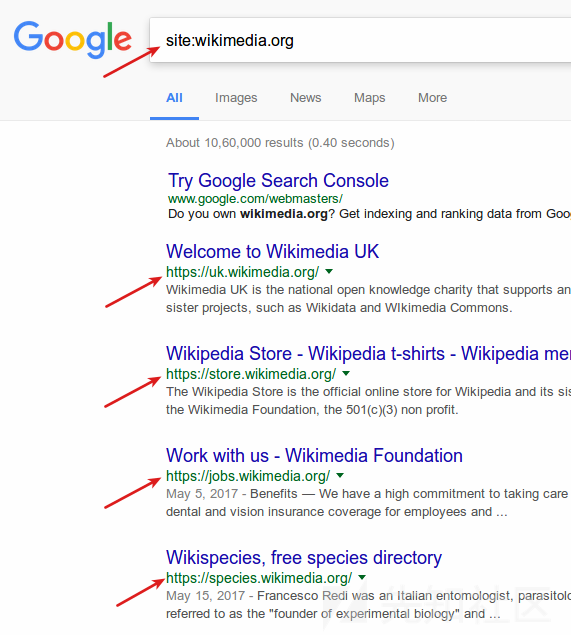 Google
site:wikimedia.org
All Images News Maps More
About 10,60,000 results (0.40 seconds)
Try Google Search Console
www.google.com/webmasters/
Do you own wikimedia.org? Get indexing and ranking data from Goo
Welcome to Wikimedia UK
https://uk.wikimedia.org/
Wikimedia UK is the national open knowledge charity that supports an
sister projects, such as Wikidata and WIkimedia Commons.
Wikipedia Store - Wikipedia t-shirts - Wikipedia me
https://store.wikimedia.org/
The Wikipedia Store is the official online store for Wikipedia and its sis
the Wikimedia Foundation, the 501(c)(3) non profit.
Work with us - Wikimedia Foundation
https://jobs.wikimedia.org/
May 5, 2017 - Benefits — We have a high commitment to taking care
dental and vision insurance coverage for employees and ...
Wikispecies, free species directory
https://species.wikimedia.org/
May 15, 2017 - Francesco Redi was an Italian entomologist, parasitolo
referred to as the "founder of experimental biology" and ...